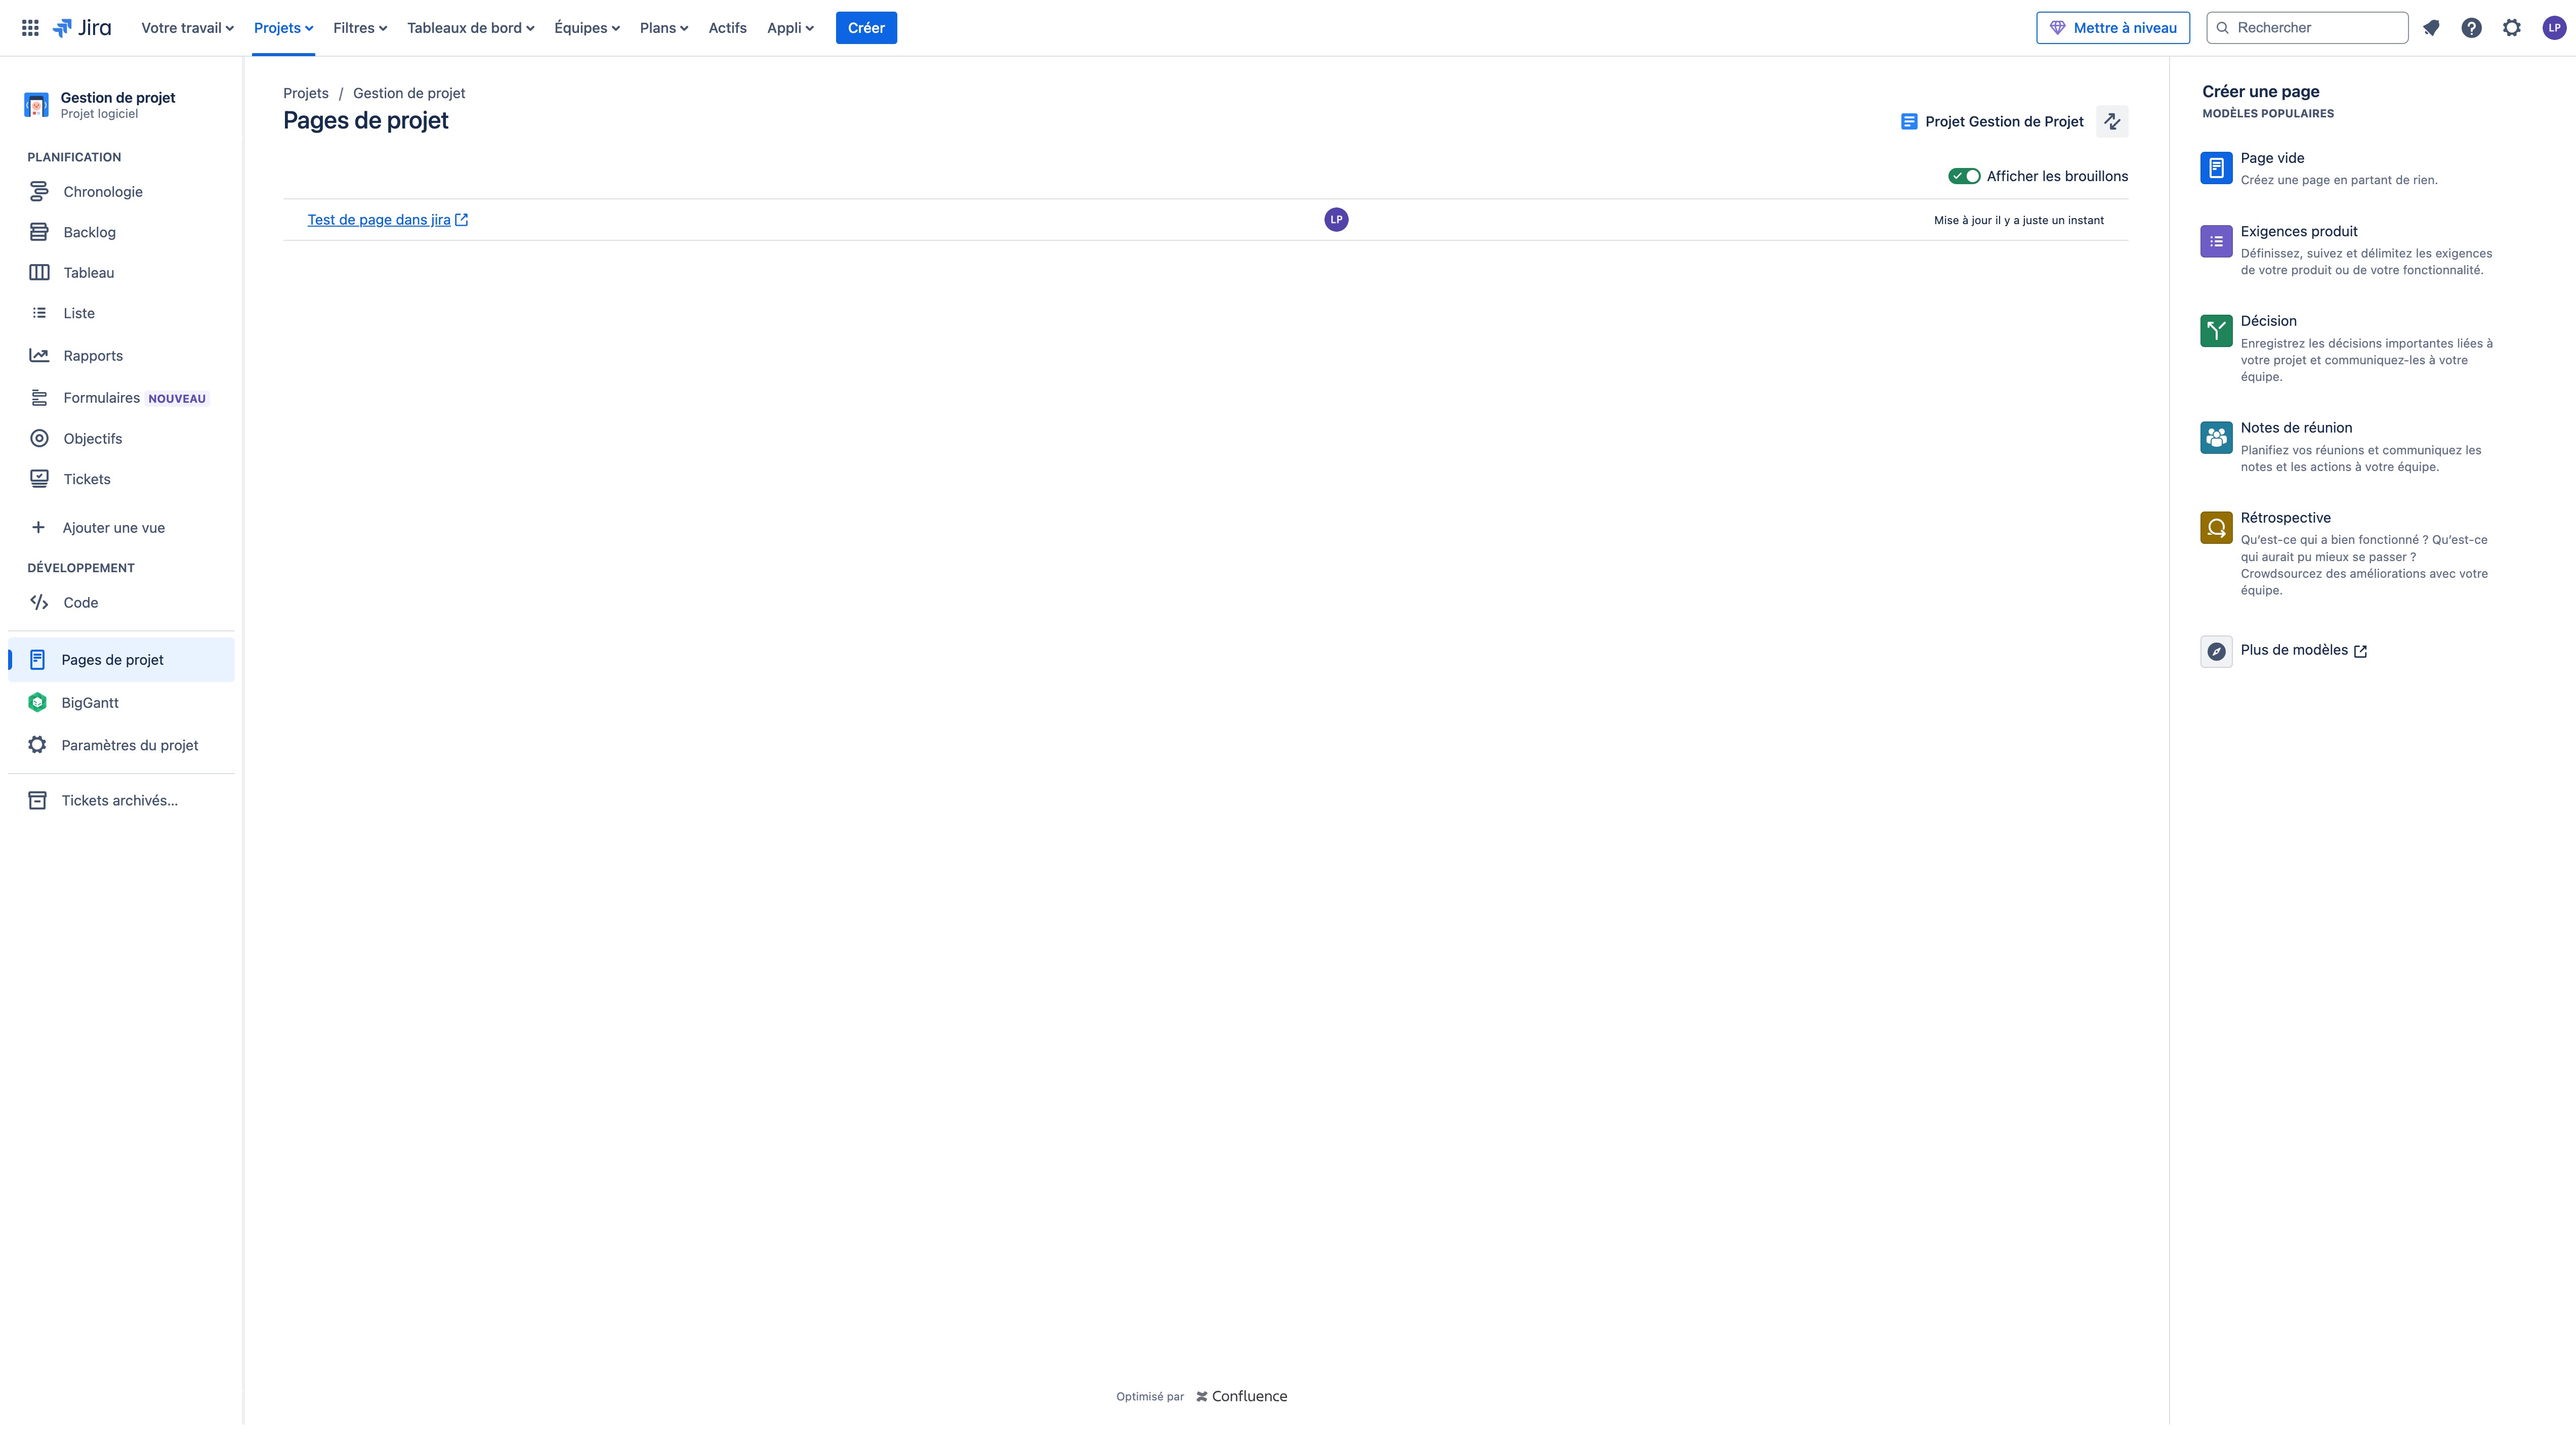 Jira
Votre travail
Projets
Filtres
Tableaux de bord
Équipes
Plans
Actifs
Appli
Créer
Mettre à niveau
Rechercher
LP
Gestion de projet
Projet logiciel
PLANIFICATION
Chronologie
Backlog
Tableau
Liste
Rapports
Formulaires NOUVEAU
Objectifs
Tickets
Ajouter une vue
DÉVELOPPEMENT
Code
Pages de projet
BigGantt
Paramètres du projet
Tickets archivés...
Projets / Gestion de projet
Pages de projet
Projet Gestion de Projet
Afficher les brouillons
Test de page dans jira
LP
Mise à jour il y a juste un instant
Optimisé par Confluence
Créer une page
MODÈLES POPULAIRES
Page vide
Créez une page en partant de rien.
Exigences produit
Définissez, suivez et délimitez les exigences
de votre produit ou de votre fonctionnalité.
Décision
Enregistrez les décisions importantes liées à
votre projet et communiquez-les à votre
équipe.
Notes de réunion
Planifiez vos réunions et communiquez les
notes et les actions à votre équipe.
Rétrospective
Qu'est-ce qui a bien fonctionné ? Qu'est-ce
qui aurait pu mieux se passer ?
Crowdsourcez des améliorations avec votre
équipe.
Plus de modèles